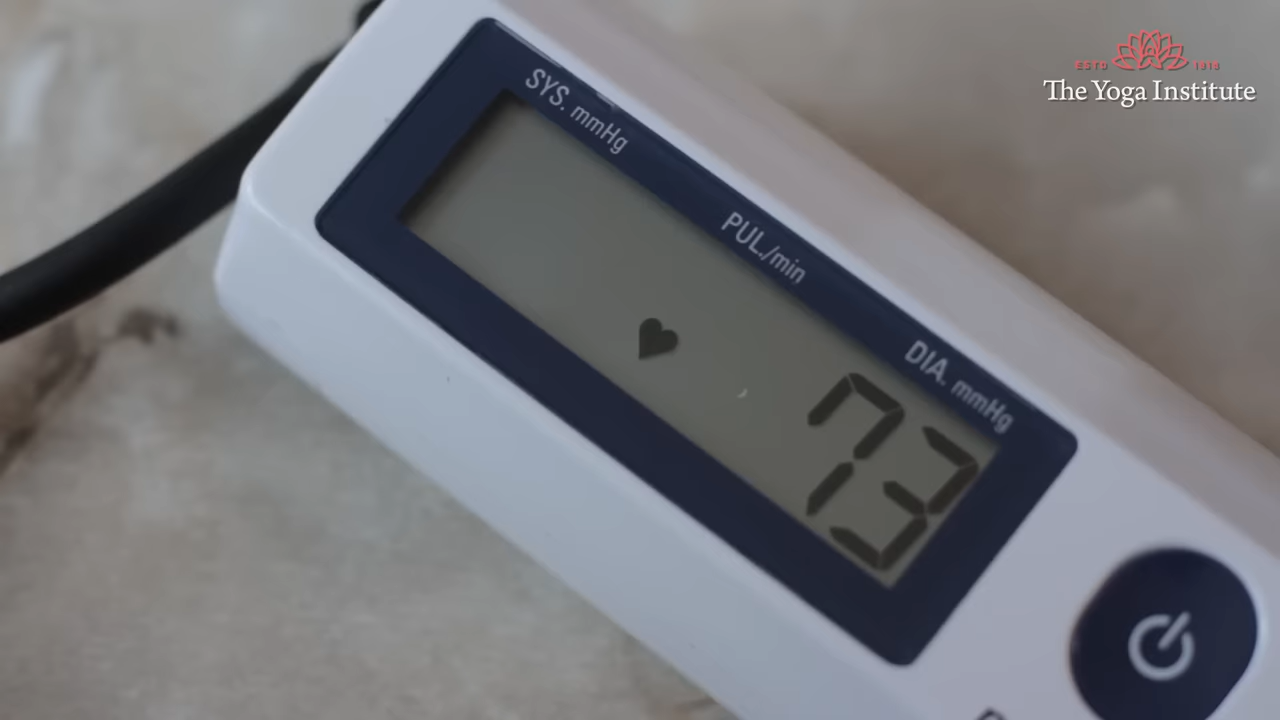 ESTD 1918
The Yoga Institute
SYS. mmHg
PUL./min
DIA. mmHg
73